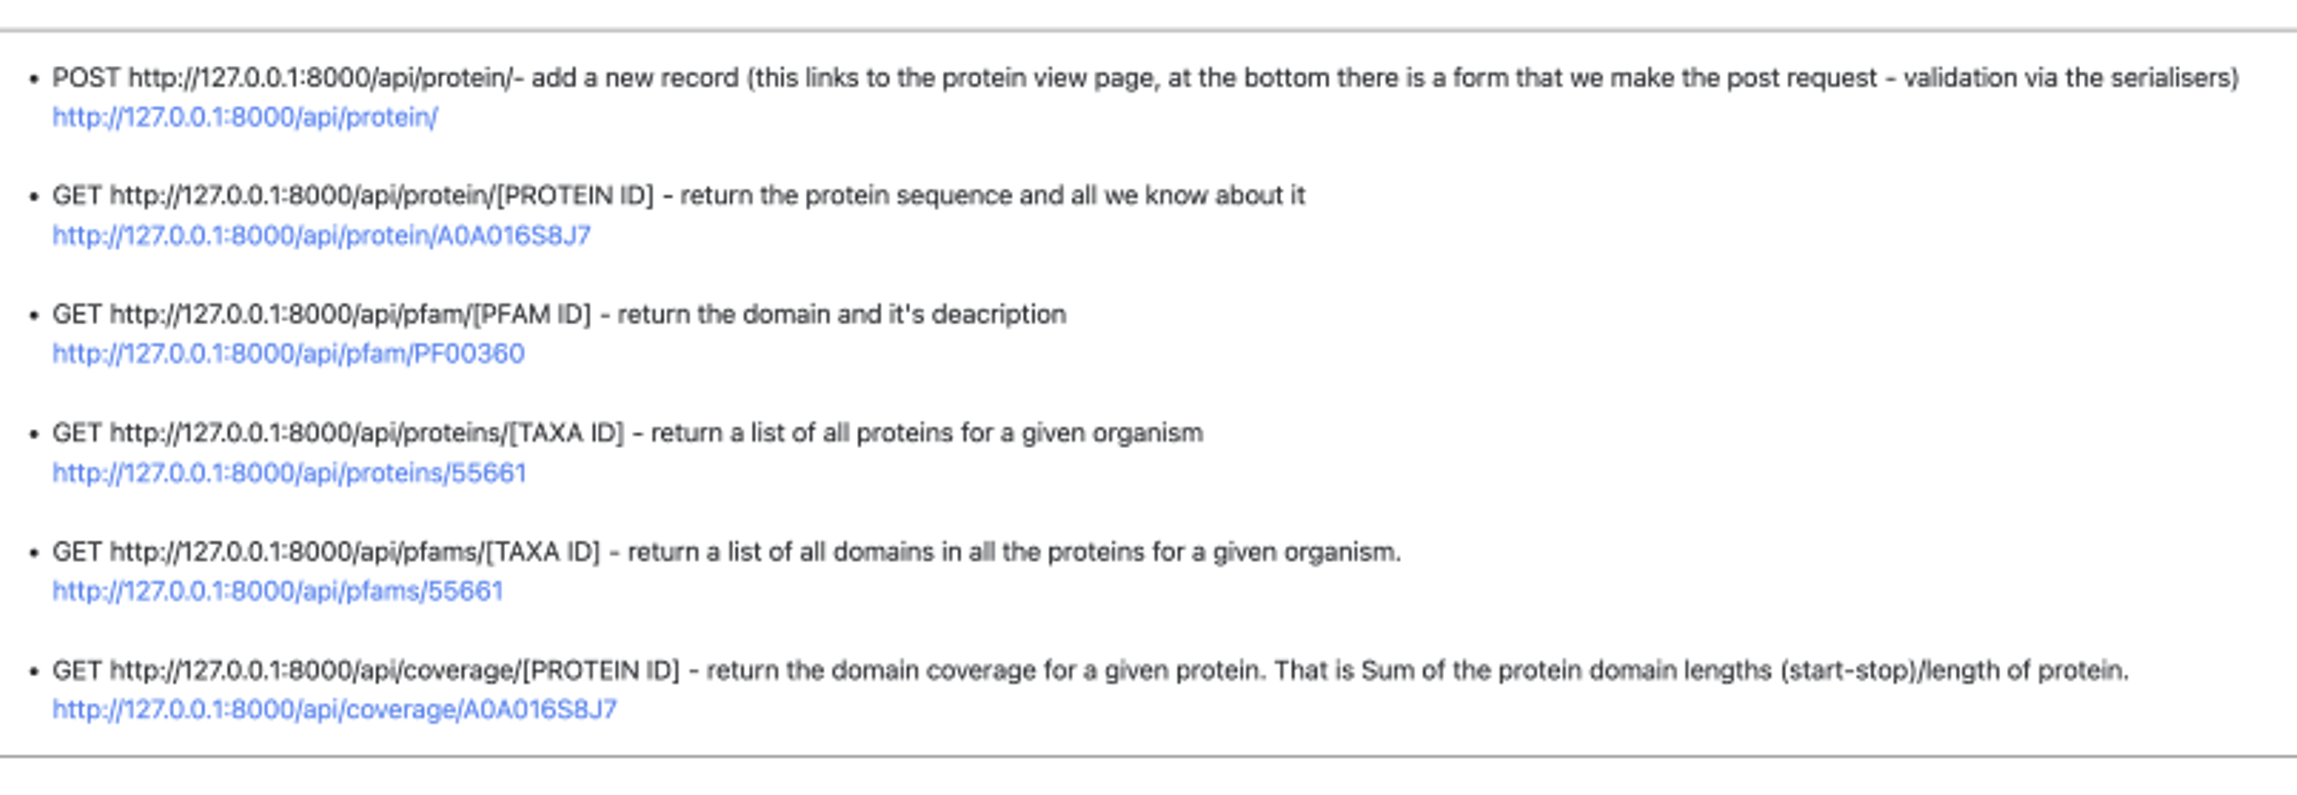 • POST http://127.0.0.1:8000/api/protein/- add a new record (this links to the protein view page, at the bottom there is a form that we make the post request - validation via the serialisers)
http://127.0.0.1:8000/api/protein/
• GET http://127.0.0.1:8000/api/protein/[PROTEIN ID] - return the protein sequence and all we know about it
http://127.0.0.1:8000/api/protein/A0A016S8J7
• GET http://127.0.0.1:8000/api/pfam/[PFAM ID] - return the domain and it's deacription
http://127.0.0.1:8000/api/pfam/PF00360
• GET http://127.0.0.1:8000/api/proteins/[TAXA ID] - return a list of all proteins for a given organism
http://127.0.0.1:8000/api/proteins/55661
• GET http://127.0.0.1:8000/api/pfams/[TAXA ID] - return a list of all domains in all the proteins for a given organism.
http://127.0.0.1:8000/api/pfams/55661
• GET http://127.0.0.1:8000/api/coverage/[PROTEIN ID] - return the domain coverage for a given protein. That is Sum of the protein domain lengths (start-stop)/length of protein.
http://127.0.0.1:8000/api/coverage/A0A016S8J7